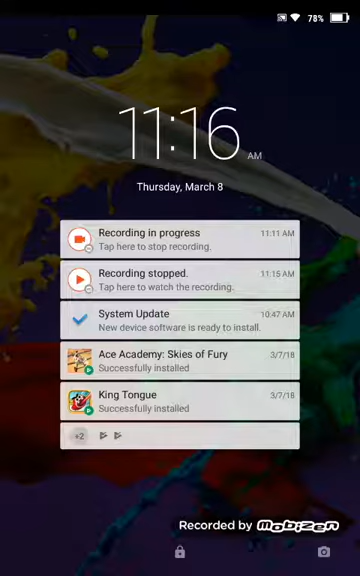 78%
11:16 AM
Thursday, March 8
Recording in progress 11:11 AM
Tap here to stop recording.
Recording stopped. 11:15 AM
Tap here to watch the recording.
System Update 10:47 AM
New device software is ready to install.
Ace Academy: Skies of Fury 3/7/18
Successfully installed
King Tongue 3/7/18
Successfully installed
+2
Recorded by Mobizen